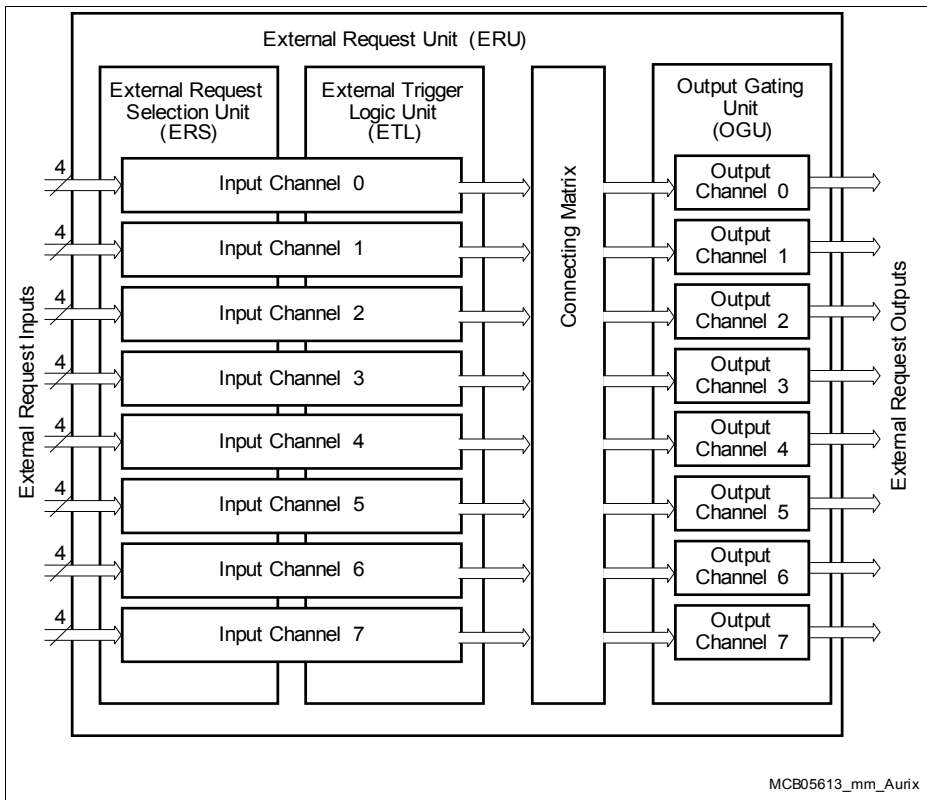 External Request Unit (ERU)
External Request
Selection Unit
(ERS)
External Trigger
Logic Unit
(ETL)
Output Gating
Unit
(OGU)
External Request Inputs
4
4
4
4
4
4
4
4
Input Channel 0
Input Channel 1
Input Channel 2
Input Channel 3
Input Channel 4
Input Channel 5
Input Channel 6
Input Channel 7
Connecting Matrix
Output
Channel 0
Output
Channel 1
Output
Channel 2
Output
Channel 3
Output
Channel 4
Output
Channel 5
Output
Channel 6
Output
Channel 7
External Request Outputs
MCB05613_mm_Aurix